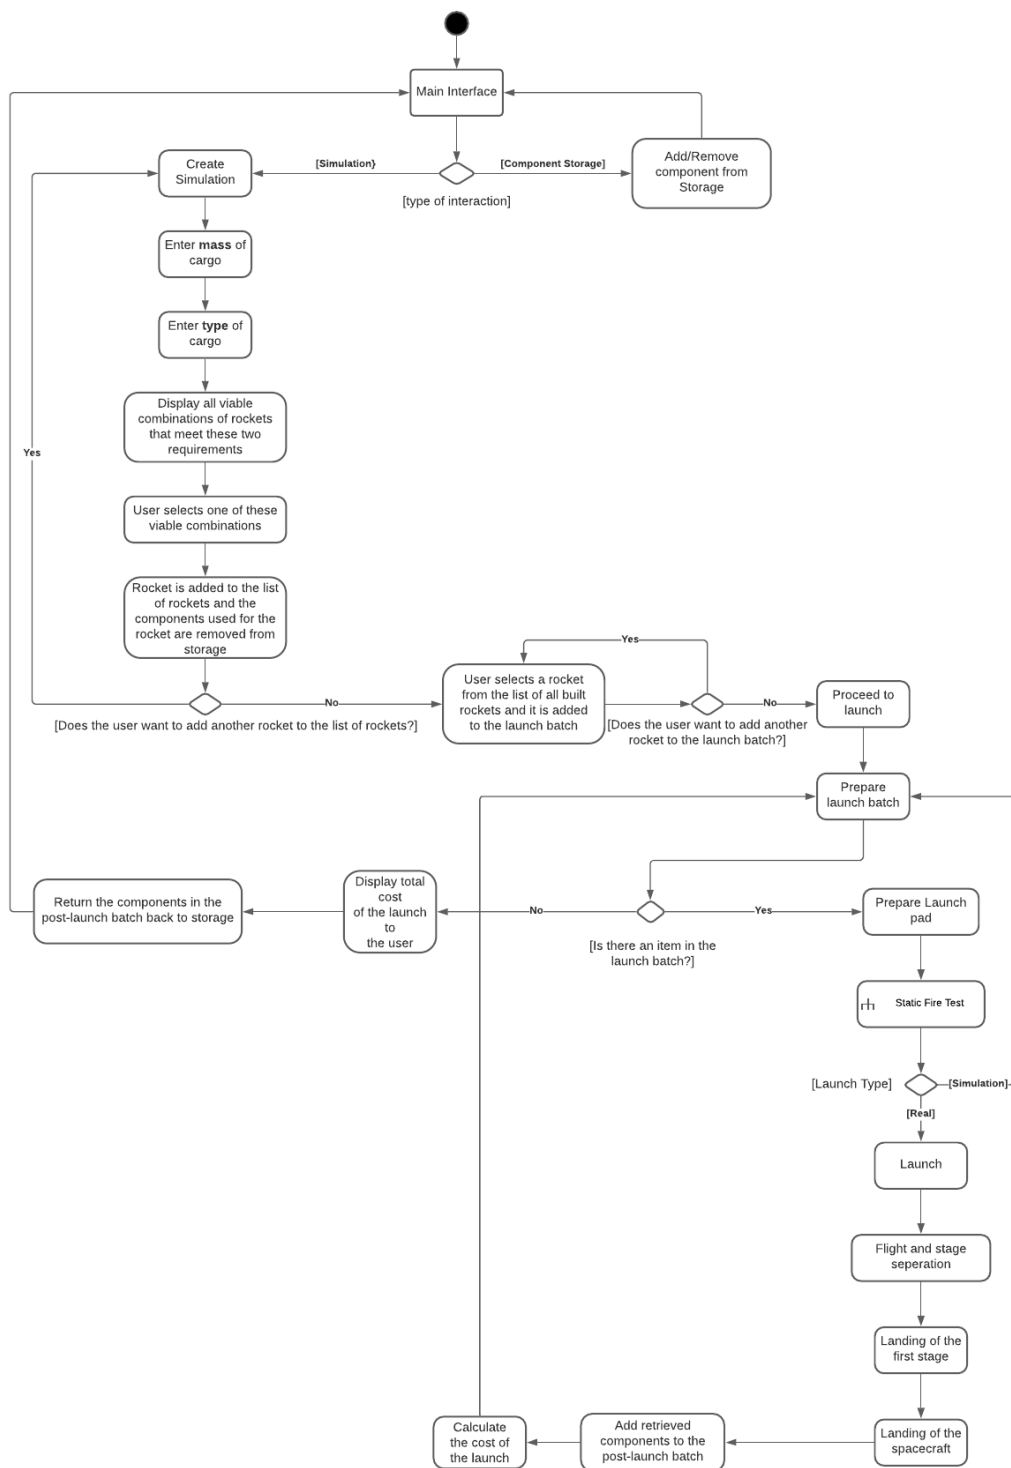 Main Interface
Create
Simulation
[Simulation}
[Component Storage]
Add/Remove
component from
Storage
[type of interaction]
Enter mass of
cargo
Enter type of
cargo
Display all viable
combinations of rockets
that meet these two
requirements
Yes
User selects one of these
viable combinations
Rocket is added to the list
of rockets and the
components used for the
rocket are removed from
storage
No
[Does the user want to add another rocket to the list of rockets?]
Yes
User selects a rocket
from the list of all built
rockets and it is added
to the launch batch
No
[Does the user want to add another
rocket to the launch batch?]
Proceed to
launch
Prepare
launch batch
Return the components in the
post-launch batch back to storage
Display total
cost
of the launch
to
the user
No
Yes
[Is there an item in the
launch batch?]
Prepare Launch
pad
Static Fire Test
[Launch Type]
[Simulation]
[Real]
Launch
Flight and stage
seperation
Landing of the
first stage
Landing of the
spacecraft
Add retrieved
components to the
post-launch batch
Calculate
the cost of
the launch